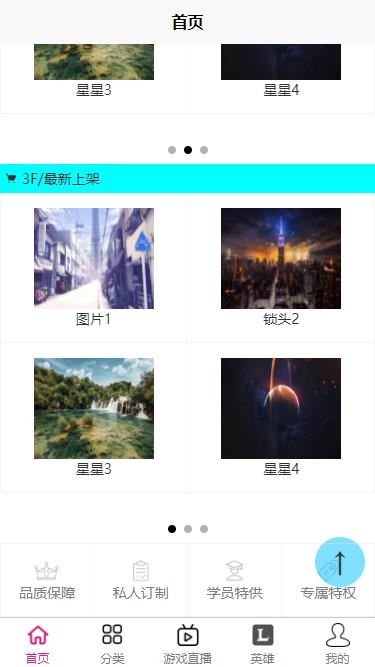 首页
星星3
星星4
3F/最新上架
图片1
锁头2
星星3
星星4
品质保障
私人订制
学员特供
专属特权
首页
分类
游戏直播
英雄
我的